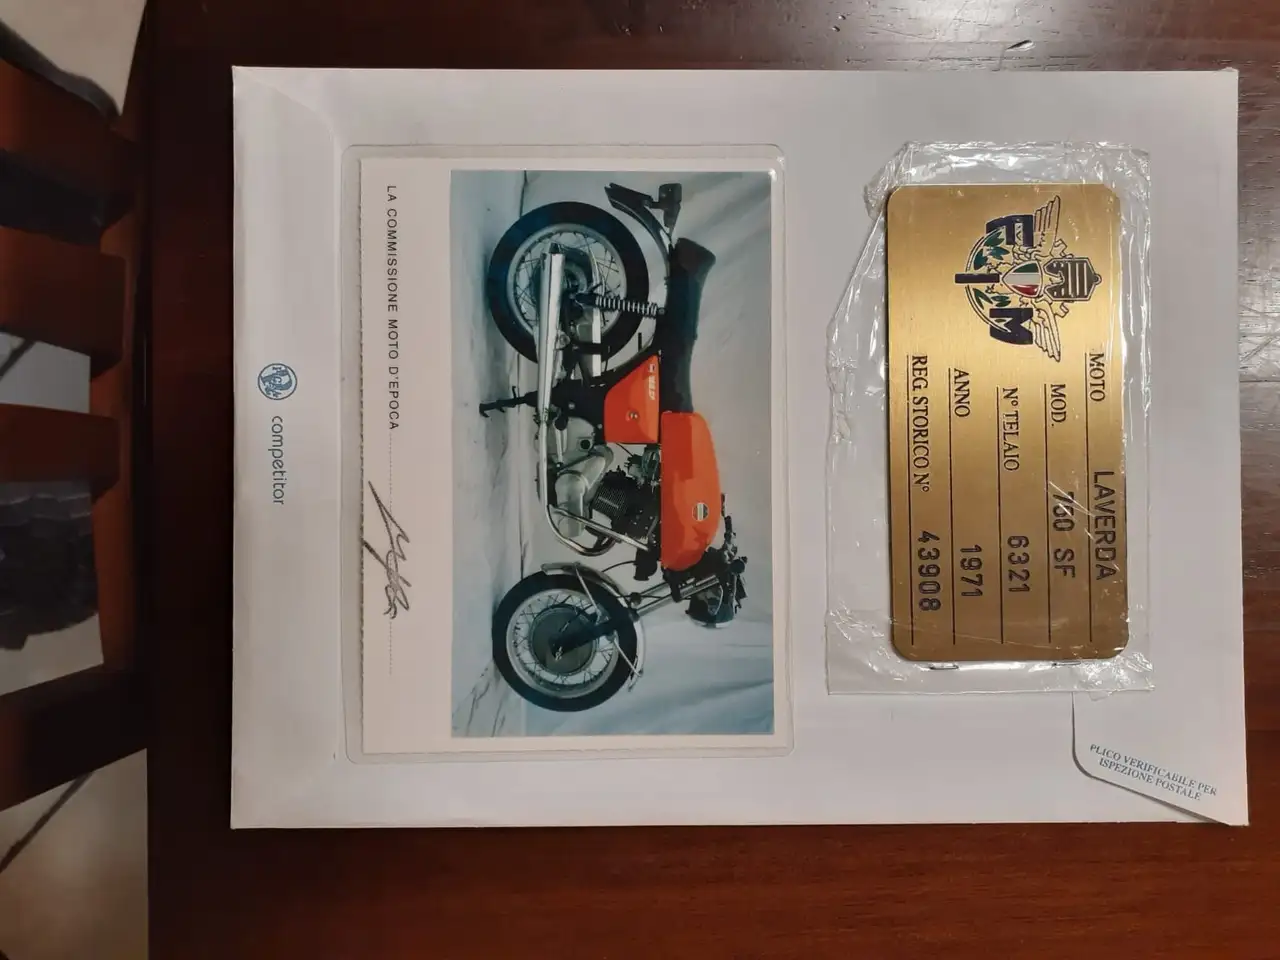 FMI
MOTO LAVERDA
MOD. 750 SF
N° TELAIO 6321
ANNO 1971
REG STORICO N° 43908
LA COMMISSIONE MOTO D'EPOCA
competitor
PLICO VERIFICABILE PER
ISPEZIONE POSTALE